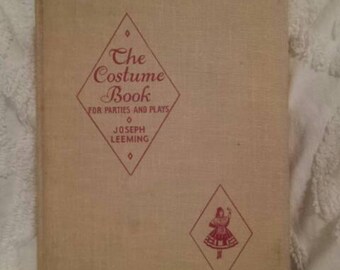 The
Costume
Book
FOR PARTIES AND PLAYS
JOSEPH
LEEMING